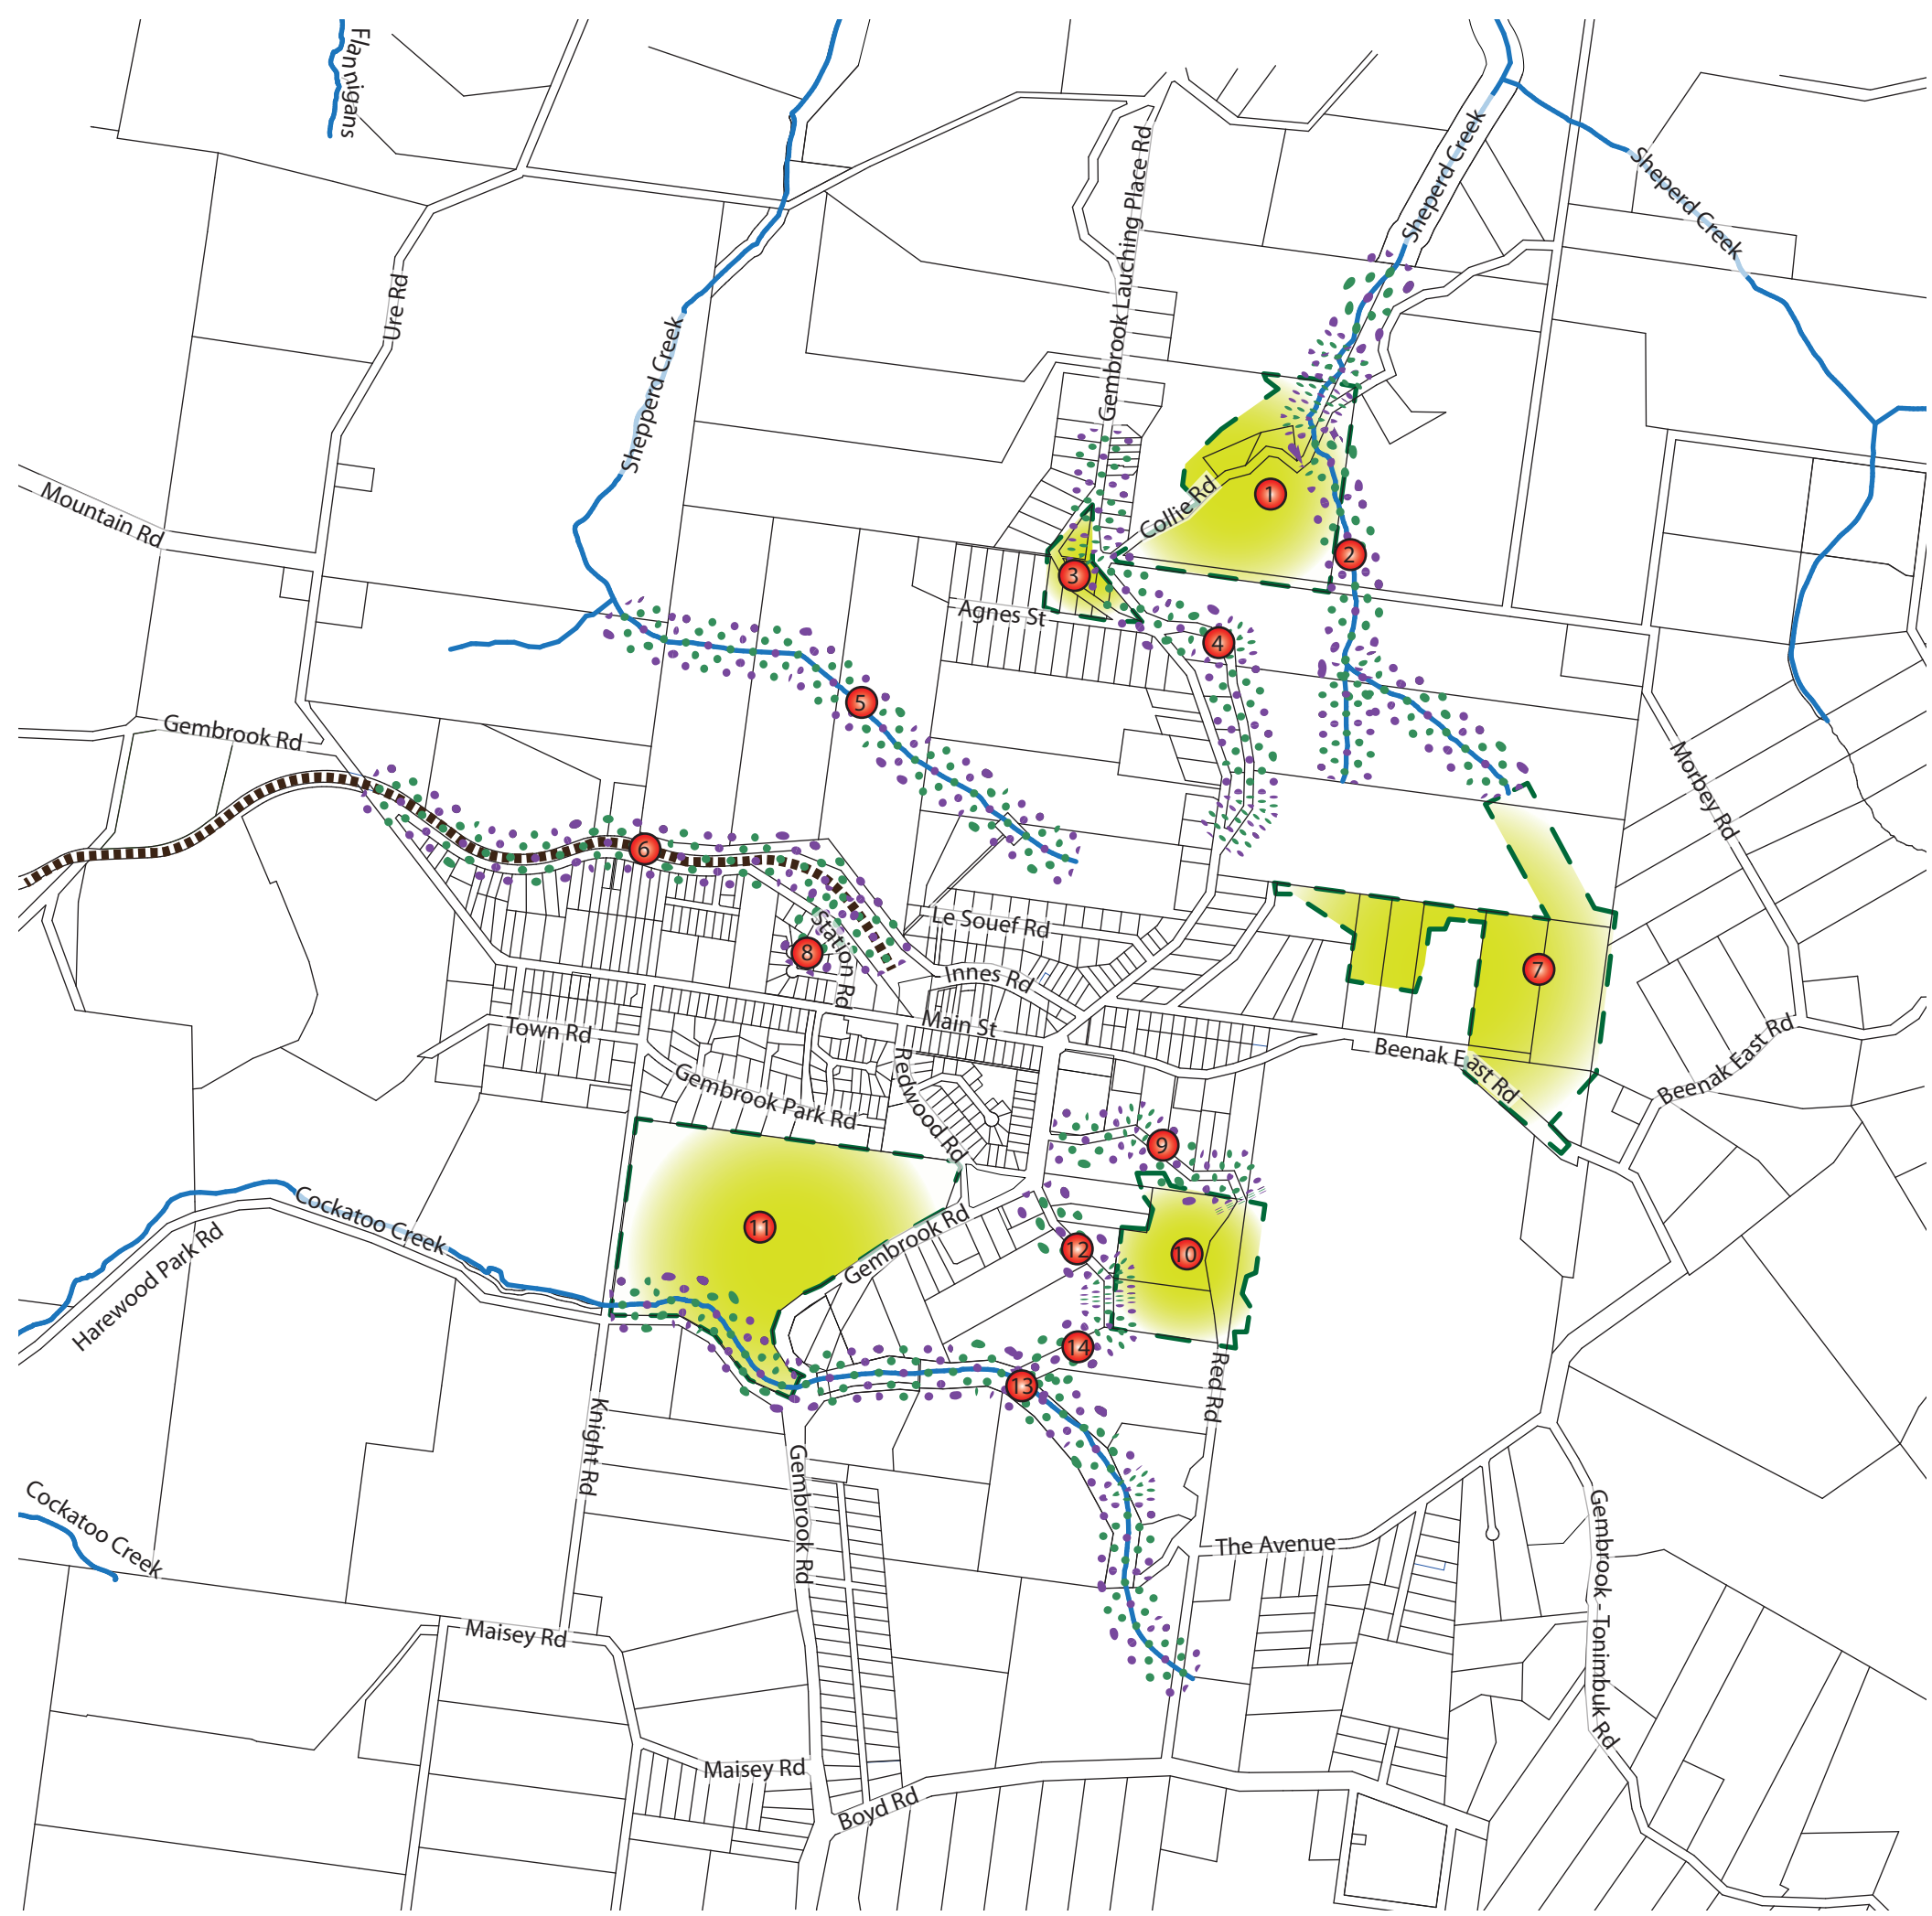 Flannigans
Sheperd Creek
Sheperd Creek
Gembrook Lauching Place Rd
Ure Rd
Shepperd Creek
Mountain Rd
Collie Rd
1
2
3
Agnes St
4
5
Gembrook Rd
Morbey Rd
6
Le Souef Rd
Station Rd
8
7
Innes Rd
Main St
Town Rd
Beenak East Rd
Beenak East Rd
Gembrook Park Rd
Redwood Rd
9
Cockatoo Creek
11
Gembrook Rd
12
10
Harewood Park Rd
14
13
Red Rd
Knight Rd
Gembrook Rd
Cockatoo Creek
The Avenue
Gembrook - Tonimbuk Rd
Maisey Rd
Maisey Rd
Boyd Rd